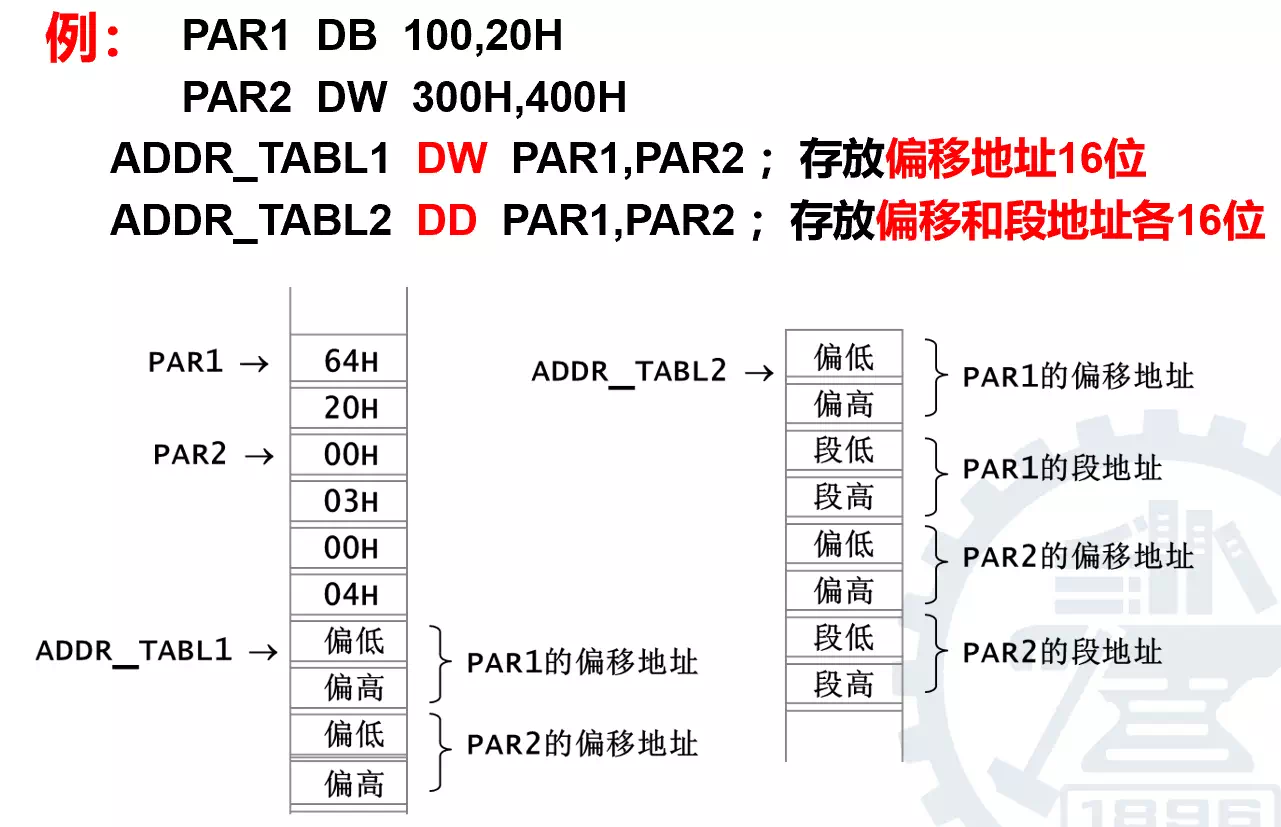 例： PAR1 DB 100,20H
PAR2 DW 300H,400H
ADDR_TABL1 DW PAR1,PAR2； 存放偏移地址16位
ADDR_TABL2 DD PAR1,PAR2； 存放偏移和段地址各16位
PAR1 → 64H
20H
PAR2 → 00H
03H
00H
04H
ADDR_TABL1 → 偏低
偏高
PAR1的偏移地址
偏低
偏高
PAR2的偏移地址
ADDR_TABL2 → 偏低
偏高
PAR1的偏移地址
段低
段高
PAR1的段地址
偏低
偏高
PAR2的偏移地址
段低
段高
PAR2的段地址
1896